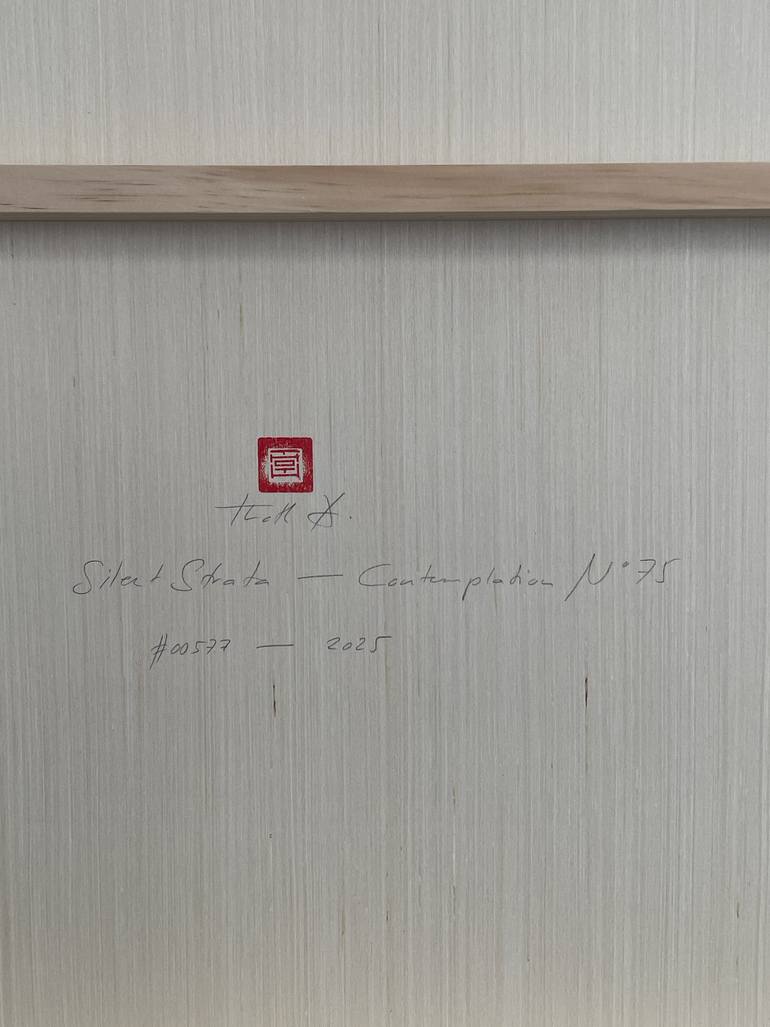 Silent Strata — Contemplation N°75
#00577 — 2025